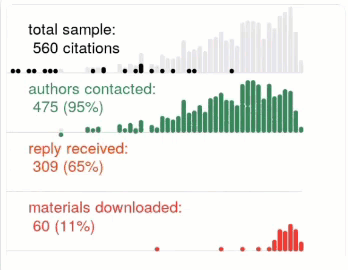 total sample:
560 citations
authors contacted:
475 (95%)
reply received:
309 (65%)
materials downloaded:
60 (11%)